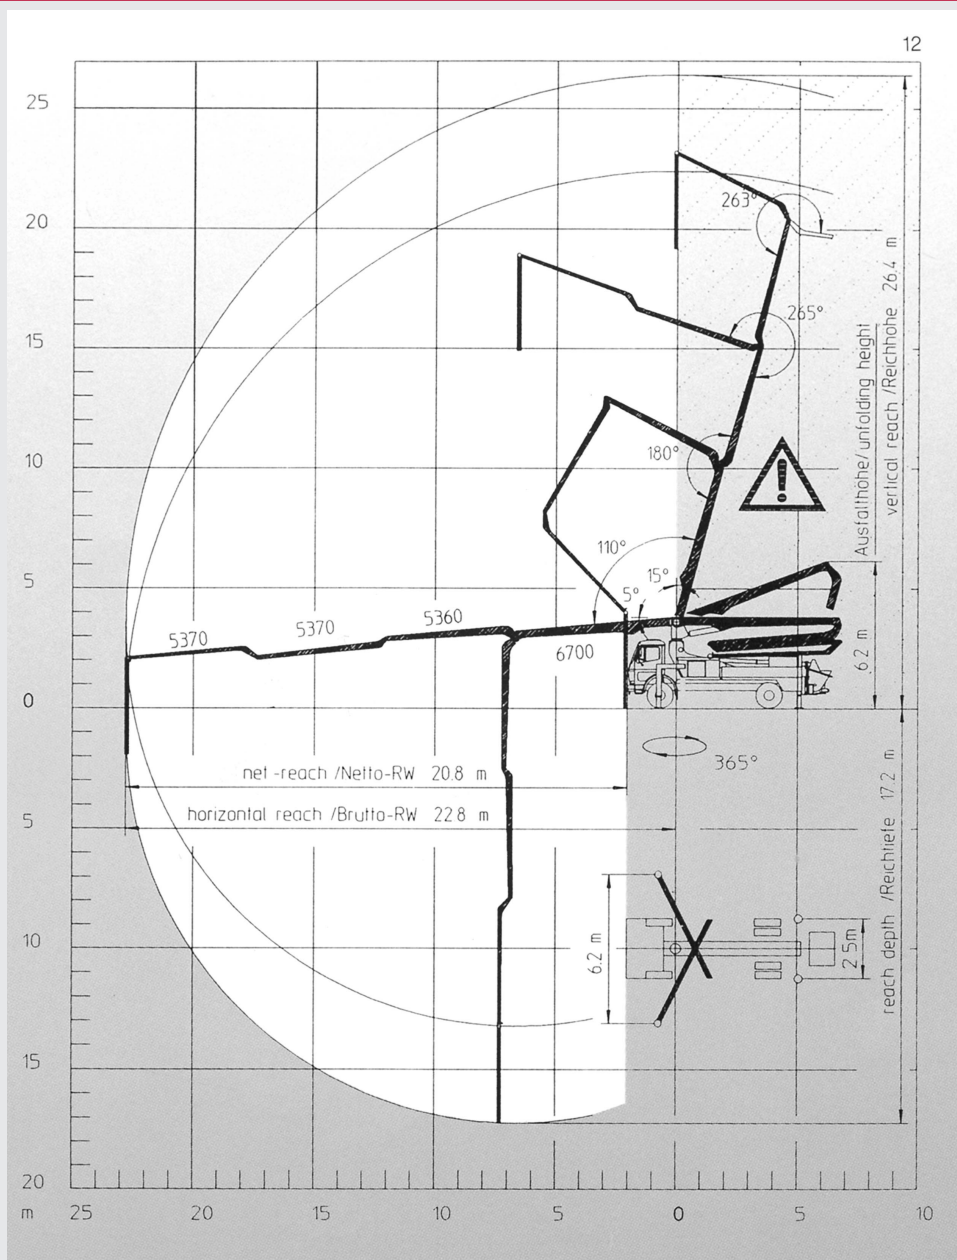 12
25
20
15
10
5
0
5
10
15
20
m 25 20 15 10 5 0 5 10
263°
265°
180°
110°
15°
5°
5370
5370
5360
6700
365°
net-reach /Netto-RW 20.8 m
horizontal reach /Brutto-RW 22.8 m
Ausfalthöhe/unfolding height
vertical reach /Reichhöhe 26.4 m
6.2 m
reach depth /Reichtiefe 17.2 m
6.2 m
2.5m